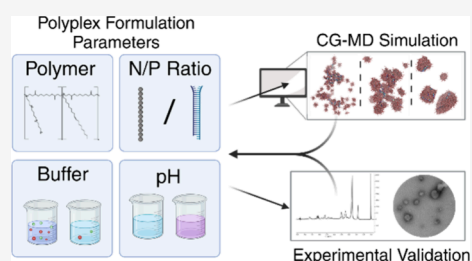 Polyplex Formulation
Parameters
Polymer
N/P Ratio
/
Buffer
pH
CG-MD Simulation
Experimental Validation